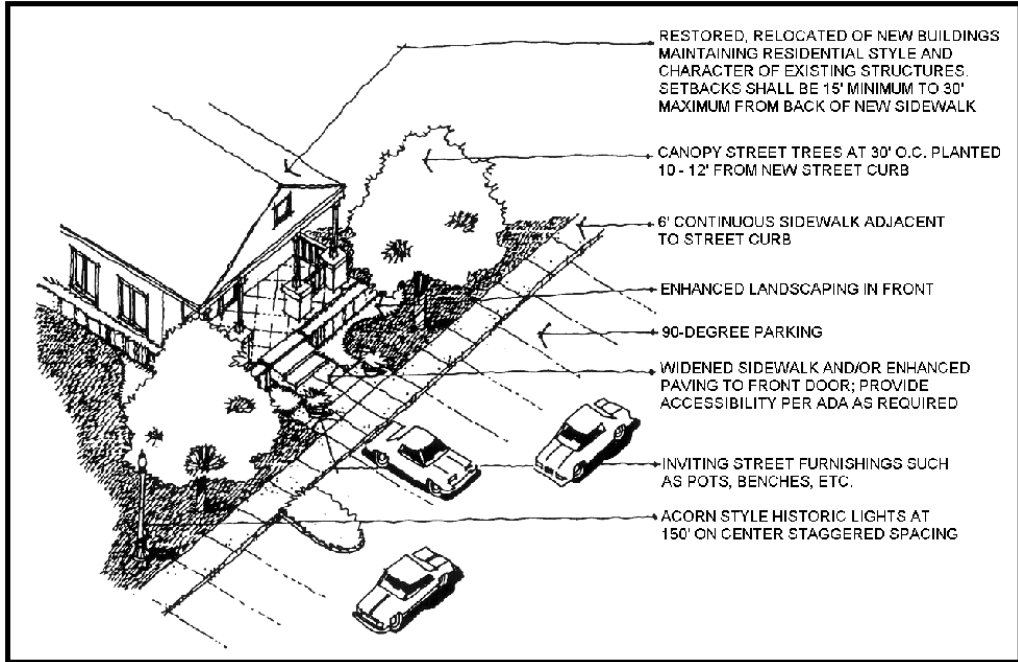 RESTORED, RELOCATED OF NEW BUILDINGS
MAINTAINING RESIDENTIAL STYLE AND
CHARACTER OF EXISTING STRUCTURES.
SETBACKS SHALL BE 15' MINIMUM TO 30'
MAXIMUM FROM BACK OF NEW SIDEWALK
CANOPY STREET TREES AT 30' O.C. PLANTED
10 - 12' FROM NEW STREET CURB
6' CONTINUOUS SIDEWALK ADJACENT
TO STREET CURB
ENHANCED LANDSCAPING IN FRONT
90-DEGREE PARKING
WIDENED SIDEWALK AND/OR ENHANCED
PAVING TO FRONT DOOR; PROVIDE
ACCESSIBILITY PER ADA AS REQUIRED
INVITING STREET FURNISHINGS SUCH
AS POTS, BENCHES, ETC.
ACORN STYLE HISTORIC LIGHTS AT
150' ON CENTER STAGGERED SPACING